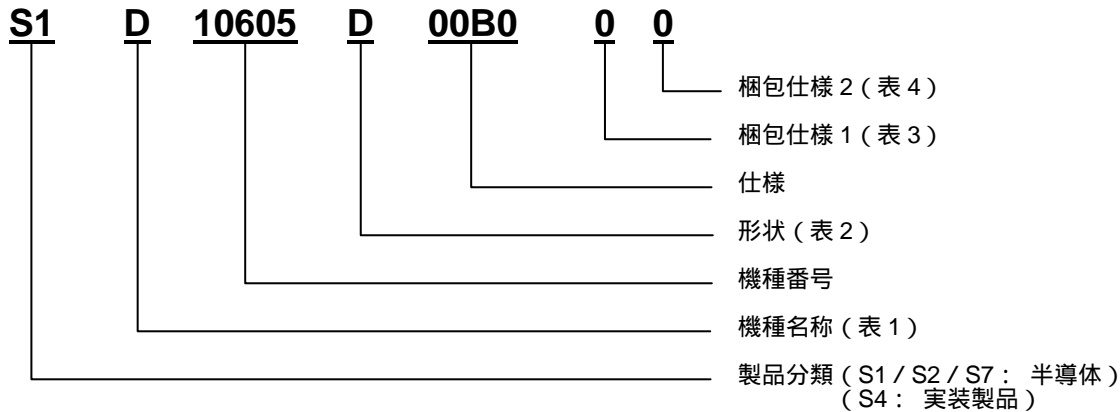 S1 D 10605 D 00B0 0 0
梱包仕様 2 ( 表 4 )
梱包仕様 1 ( 表 3 )
仕様
形状 ( 表 2 )
機種番号
機種名称 ( 表 1 )
製品分類 ( S1 / S2 / S7 : 半導体 )
( S4 : 実装製品 )